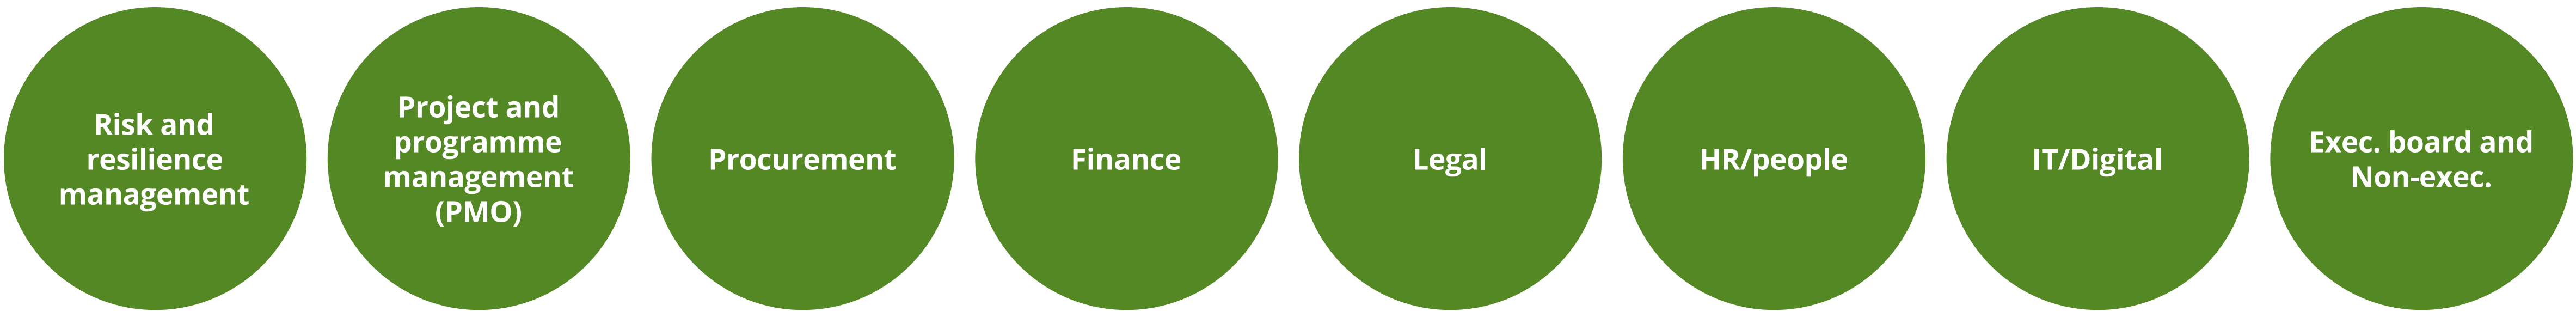 Risk and
resilience
management
Project and
programme
management
(PMO)
Procurement
Finance
Legal
HR/people
IT/Digital
Exec. board and
Non-exec.